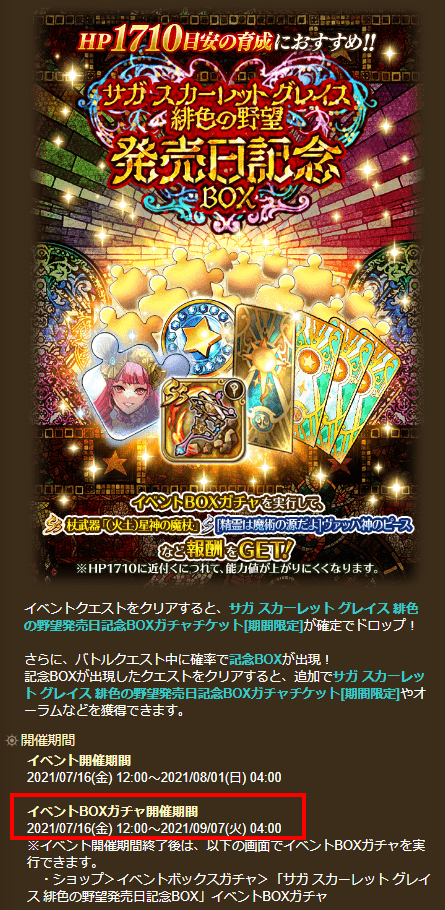 HP1710目安の育成におすすめ!!
サガ スカーレット グレイス
緋色の野望
発売日記念
BOX
SS
?
イベントBOXガチャを実行して、
SS 杖武器「(火土)星神の魔杖」 S [精霊は魔術の源だよ]ヴァッハ神のピース
など報酬をGET!
※HP1710に近付くにつれて、能力値が上がりにくくなります。
イベントクエストをクリアすると、サガ スカーレット グレイス 緋色
の野望発売日記念BOXガチャチケット[期間限定]が確定でドロップ！
さらに、バトルクエスト中に確率で記念BOXが出現！
記念BOXが出現したクエストをクリアすると、追加でサガ スカーレッ
ト グレイス 緋色の野望発売日記念BOXガチャチケット[期間限定]やオ
ーラムなどを獲得できます。
開催期間
イベント開催期間
2021/07/16(金) 12:00～2021/08/01(日) 04:00
イベントBOXガチャ開催期間
2021/07/16(金) 12:00～2021/09/07(火) 04:00
※イベント開催期間終了後は、以下の画面でイベントBOXガチャを実
行できます。
・ショップ＞イベントボックスガチャ＞「サガ スカーレット グレイ
ス 緋色の野望発売日記念BOX」イベントBOXガチャ